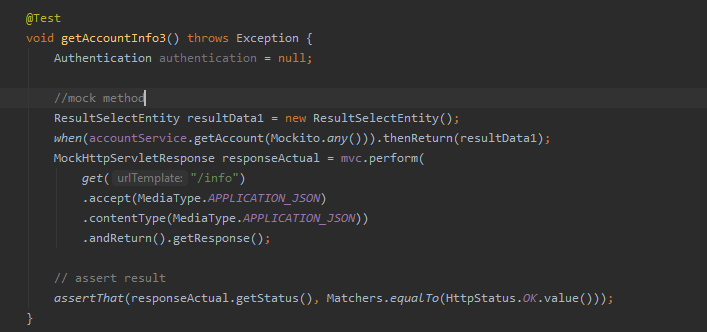 @Test
void getAccountInfo3() throws Exception {
Authentication authentication = null;
//mock method
ResultSelectEntity resultData1 = new ResultSelectEntity();
when(accountService.getAccount(Mockito.any())).thenReturn(resultData1);
MockHttpServletResponse responseActual = mvc.perform(
get( urlTemplate: "/info")
.accept(MediaType.APPLICATION_JSON)
.contentType(MediaType.APPLICATION_JSON))
.andReturn().getResponse();
// assert result
assertThat(responseActual.getStatus(), Matchers.equalTo(HttpStatus.OK.value()));
}